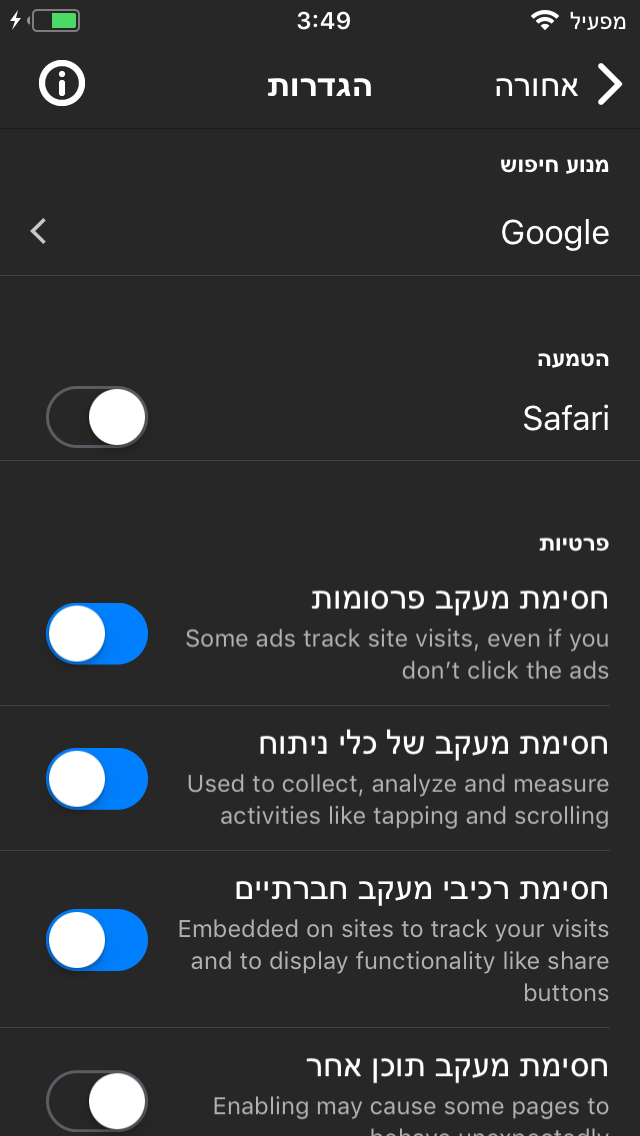 מפעיל 3:49
אחורה
הגדרות
מנוע חיפוש
Google
הטמעה
Safari
פרטיות
חסימת מעקב פרסומות
Some ads track site visits, even if you
don’t click the ads
חסימת מעקב של כלי ניתוח
Used to collect, analyze and measure
activities like tapping and scrolling
חסימת רכיבי מעקב חברתיים
Embedded on sites to track your visits
and to display functionality like share
buttons
חסימת מעקב תוכן אחר
Enabling may cause some pages to
behave unexpectedly